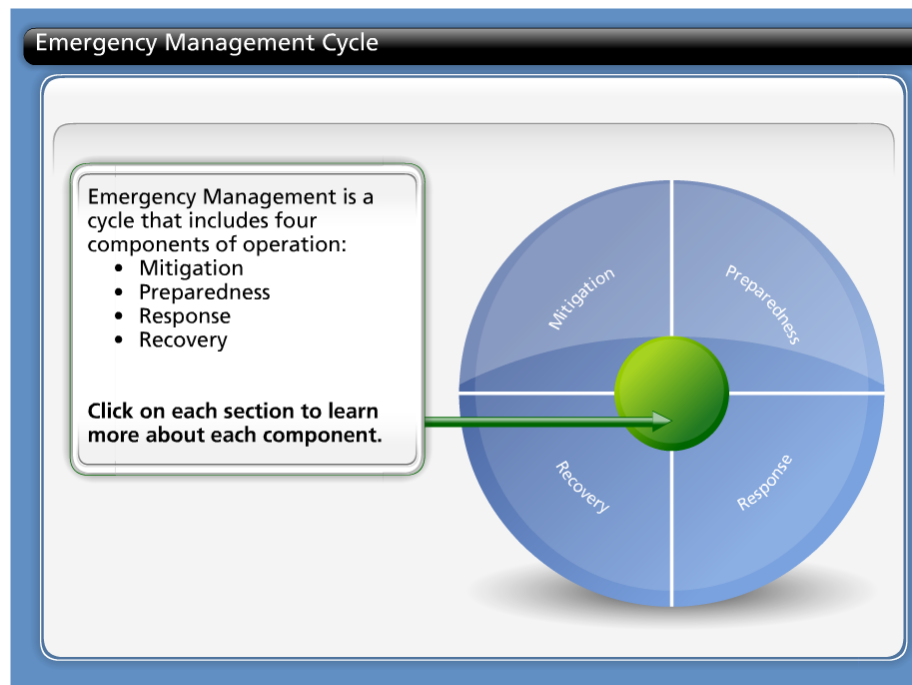 Emergency Management Cycle
Emergency Management is a
cycle that includes four
components of operation:
• Mitigation
• Preparedness
• Response
• Recovery
Click on each section to learn
more about each component.
Mitigation
Preparedness
Recovery
Response